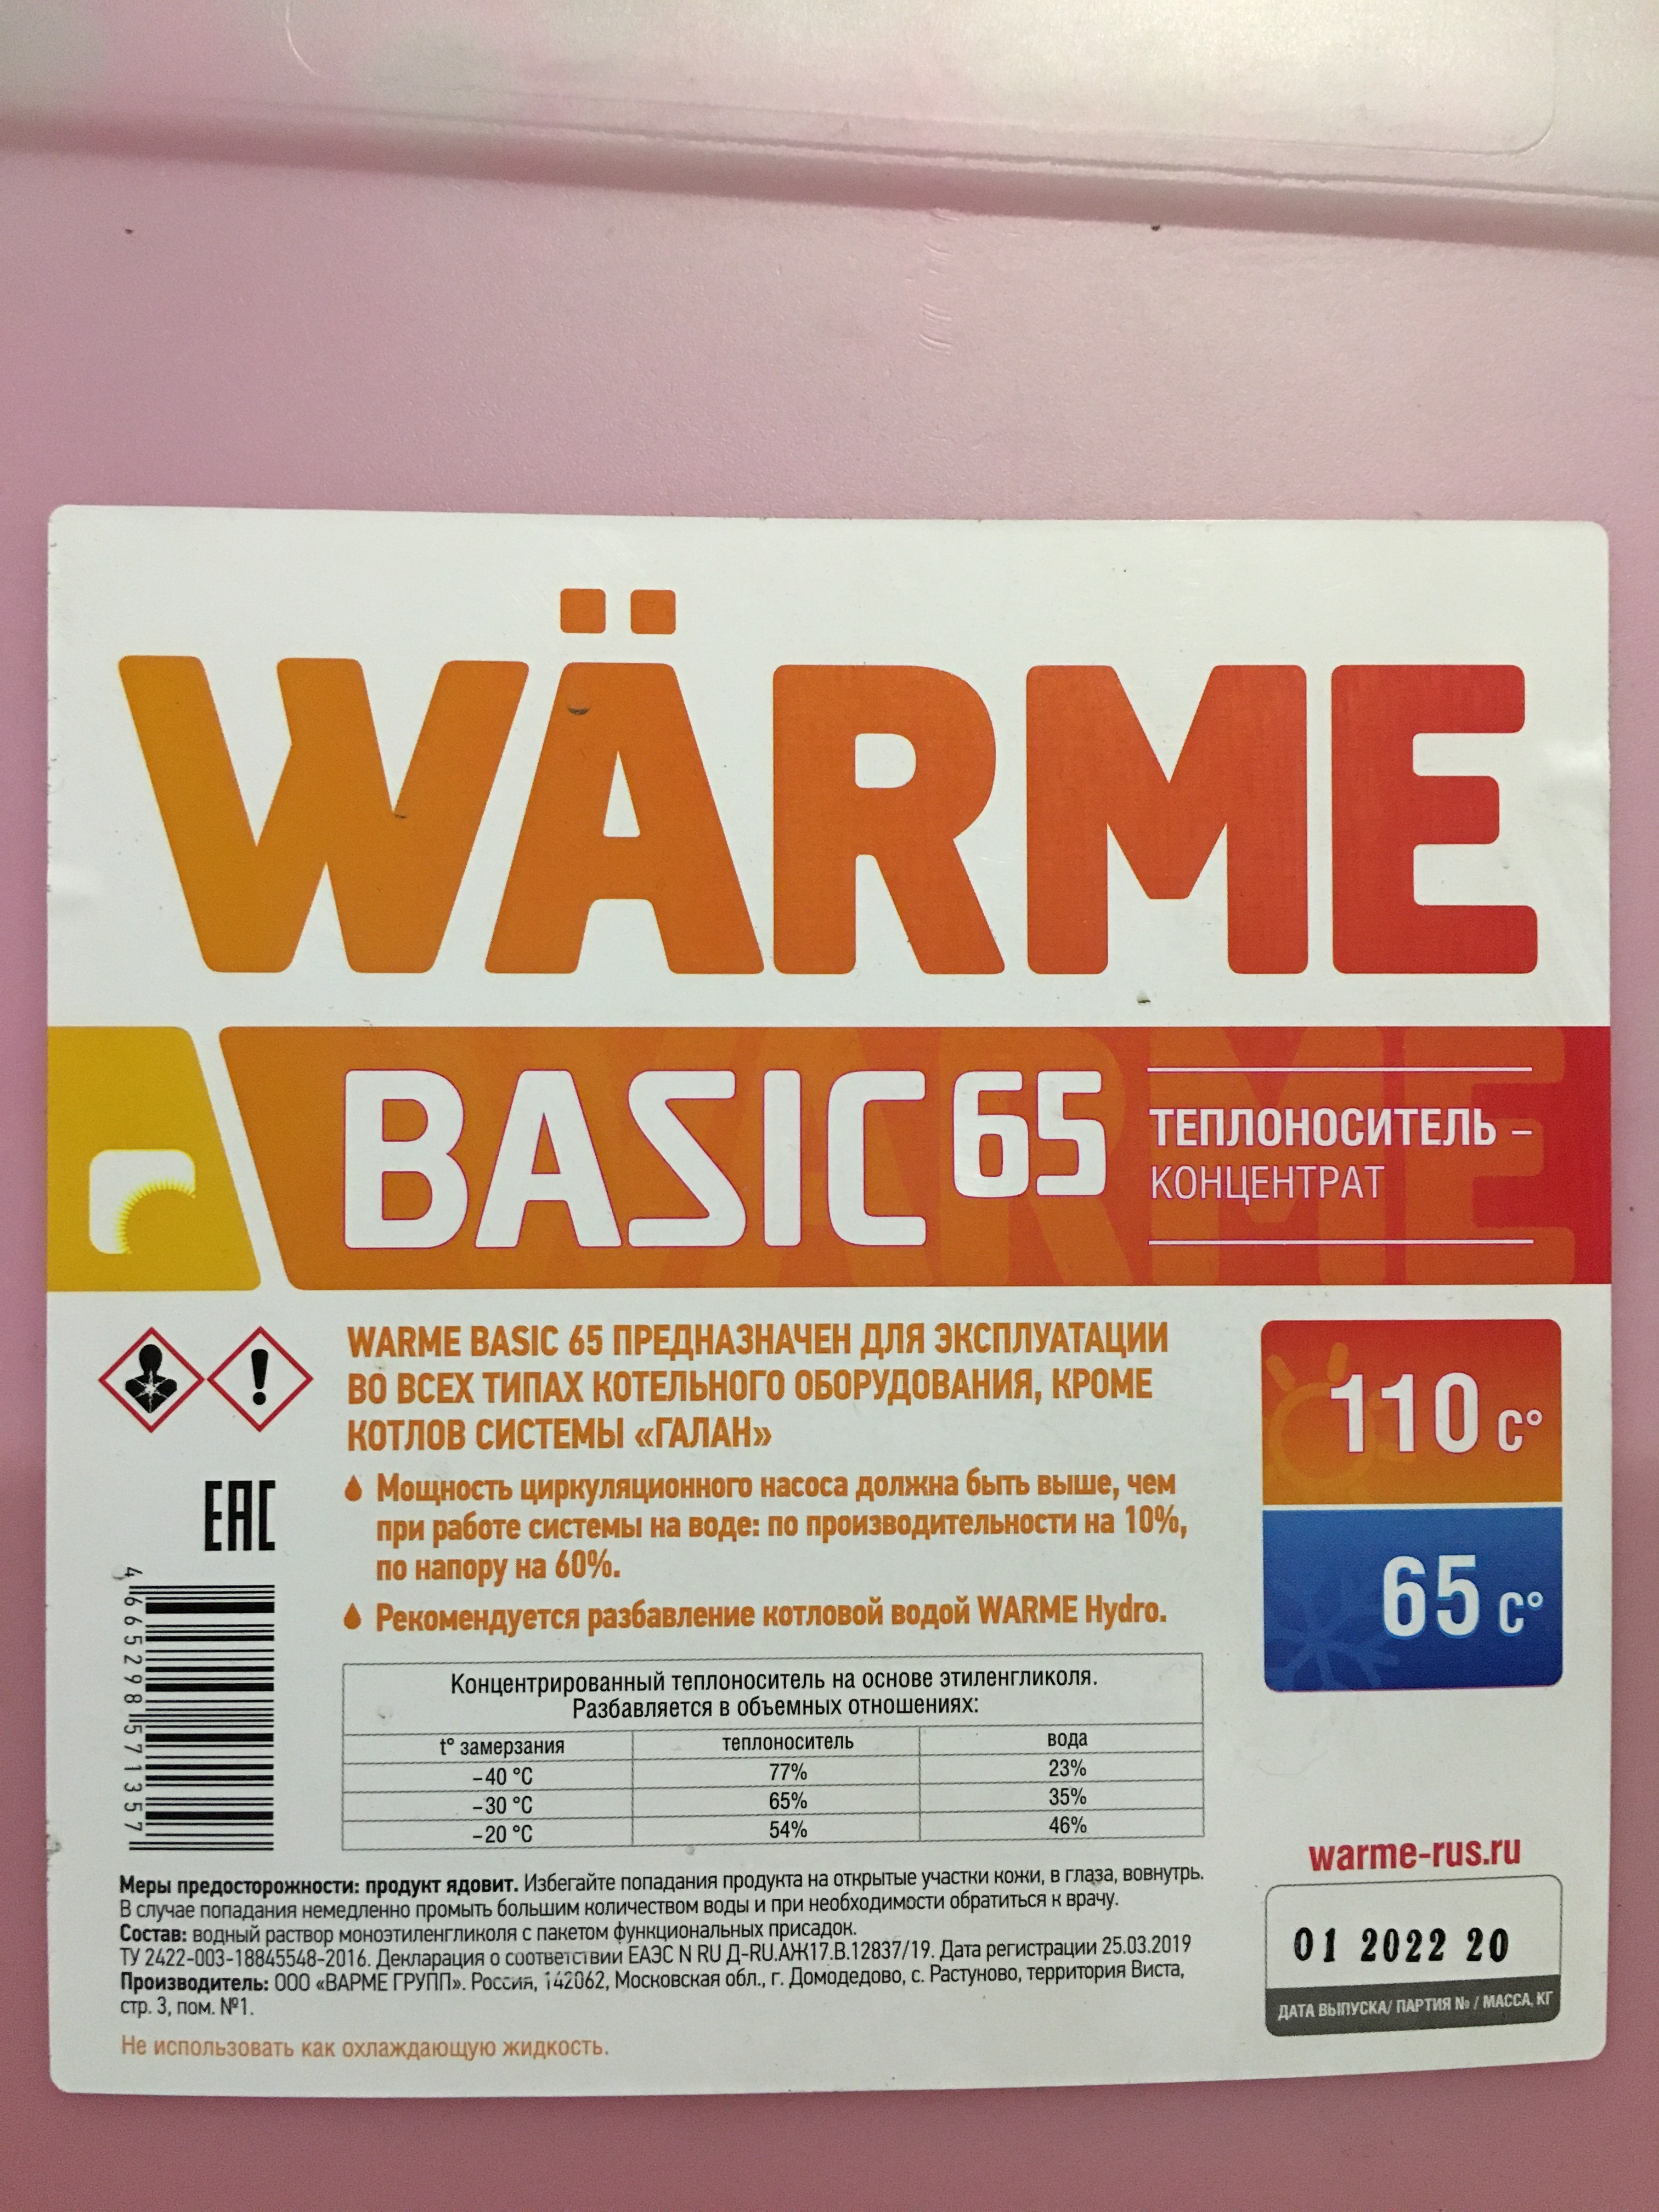 WÄRME
BASIC 65
ТЕПЛОНОСИТЕЛЬ –
КОНЦЕНТРАТ
WARME BASIC 65 ПРЕДНАЗНАЧЕН ДЛЯ ЭКСПЛУАТАЦИИ
ВО ВСЕХ ТИПАХ КОТЕЛЬНОГО ОБОРУДОВАНИЯ, КРОМЕ
КОТЛОВ СИСТЕМЫ «ГАЛАН»
Мощность циркуляционного насоса должна быть выше, чем
при работе системы на воде: по производительности на 10%,
по напору на 60%.
Рекомендуется разбавление котловой водой WARME Hydro.
110 C°
65 C°
EAC
4 665298 571357
Концентрированный теплоноситель на основе этиленгликоля.
Разбавляется в объемных отношениях:
t° замерзания теплоноситель вода
–40 °C 77% 23%
–30 °C 65% 35%
–20 °C 54% 46%
Меры предосторожности: продукт ядовит. Избегайте попадания продукта на открытые участки кожи, в глаза, вовнутрь.
В случае попадания немедленно промыть большим количеством воды и при необходимости обратиться к врачу.
Состав: водный раствор моноэтиленгликоля с пакетом функциональных присадок.
ТУ 2422-003-18845548-2016. Декларация о соответствии ЕАЭС N RU Д-RU.АЖ17.В.12837/19. Дата регистрации 25.03.2019
Производитель: ООО «ВАРМЕ ГРУПП». Россия, 142062, Московская обл., г. Домодедово, с. Растуново, территория Виста,
стр. 3, пом. №1.
Не использовать как охлаждающую жидкость.
warme-rus.ru
01 2022 20
ДАТА ВЫПУСКА/ ПАРТИЯ № / МАССА, КГ